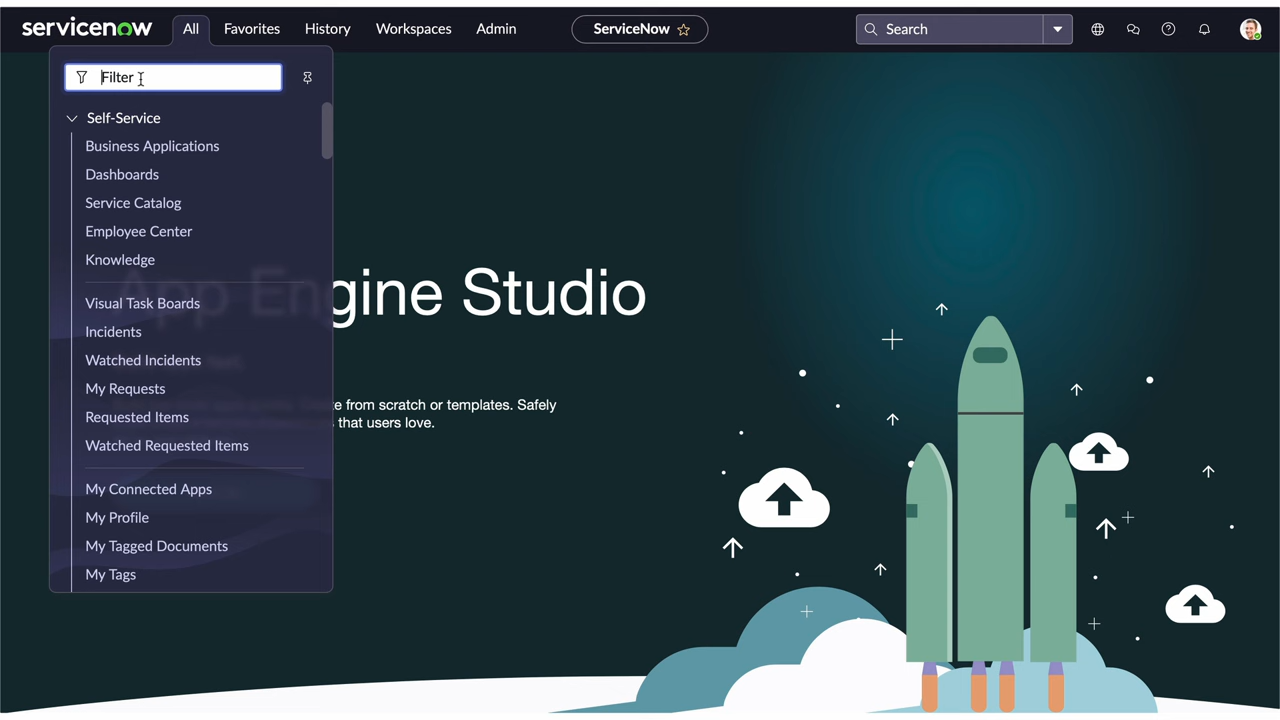 servicenow All Favorites History Workspaces Admin ServiceNow Search
Filter
Self-Service
Business Applications
Dashboards
Service Catalog
Employee Center
Knowledge
App Engine Studio
Visual Task Boards
Incidents
Watched Incidents
My Requests
from scratch or templates. Safely
Requested Items
that users love.
Watched Requested Items
My Connected Apps
My Profile
My Tagged Documents
My Tags